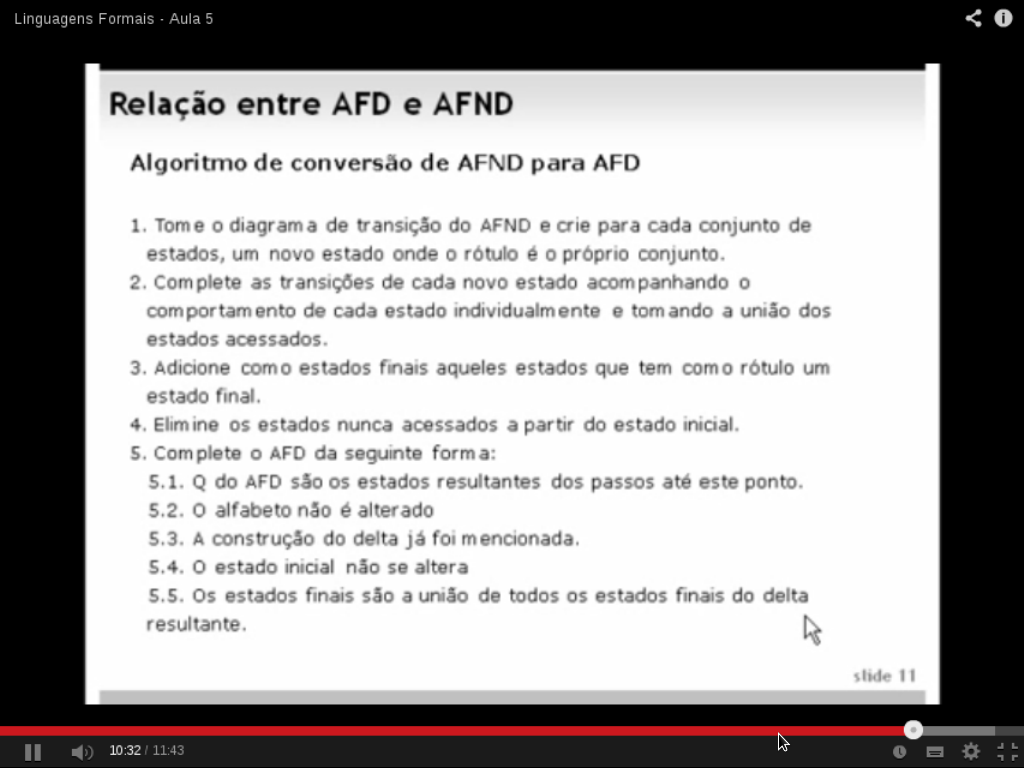 Linguagens Formais - Aula 5
Relação entre AFD e AFND
Algoritmo de conversão de AFND para AFD
1. Tome o diagrama de transição do AFND e crie para cada conjunto de
estados, um novo estado onde o rótulo é o próprio conjunto.
2. Complete as transições de cada novo estado acompanhando o
comportamento de cada estado individualmente e tomando a união dos
estados acessados.
3. Adicione como estados finais aqueles estados que tem como rótulo um
estado final.
4. Elimine os estados nunca acessados a partir do estado inicial.
5. Complete o AFD da seguinte forma:
5.1. Q do AFD são os estados resultantes dos passos até este ponto.
5.2. O alfabeto não é alterado
5.3. A construção do delta já foi mencionada.
5.4. O estado inicial não se altera
5.5. Os estados finais são a união de todos os estados finais do delta
resultante.
slide 11
10:32 / 11:43